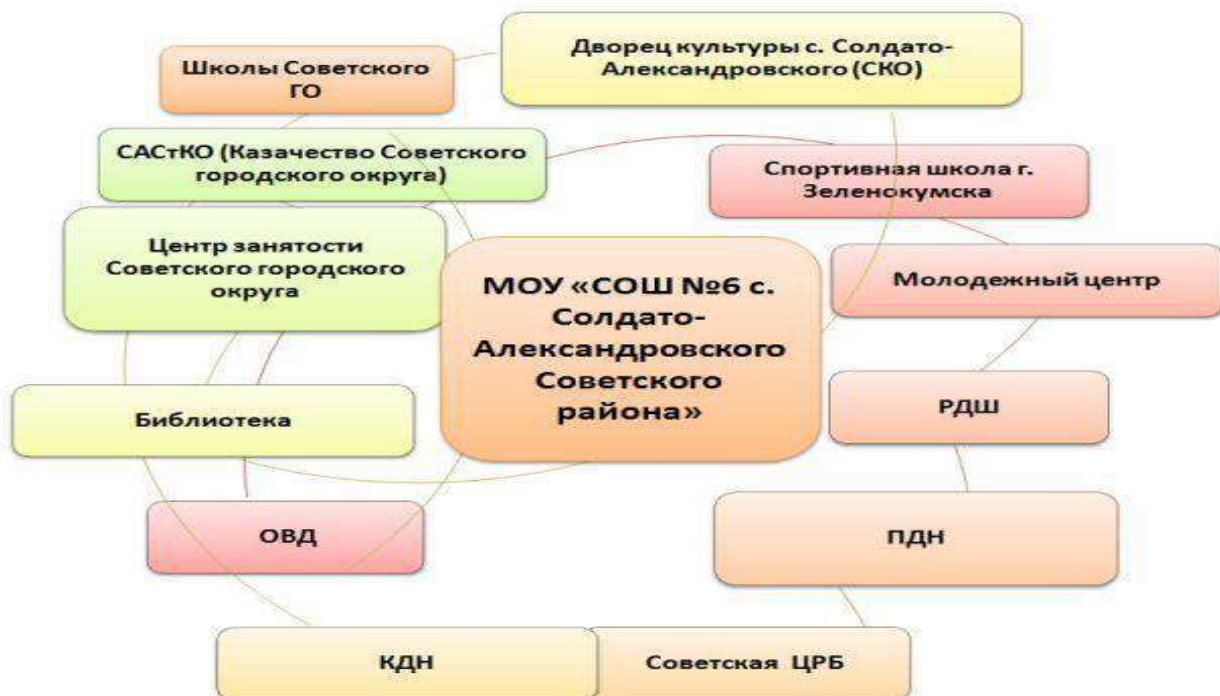 Дворец культуры с. Солдато-
Александровского (СКО)
Школы Советского
ГО
САСтКО (Казачество Советского
городского округа)
Спортивная школа г.
Зеленокумска
Центр занятости
Советского городского
округа
МОУ «СОШ №6 с.
Солдато-
Александровского
Советского
района»
Молодежный центр
Библиотека
РДШ
ОВД
ПДН
КДН
Советская ЦРБ